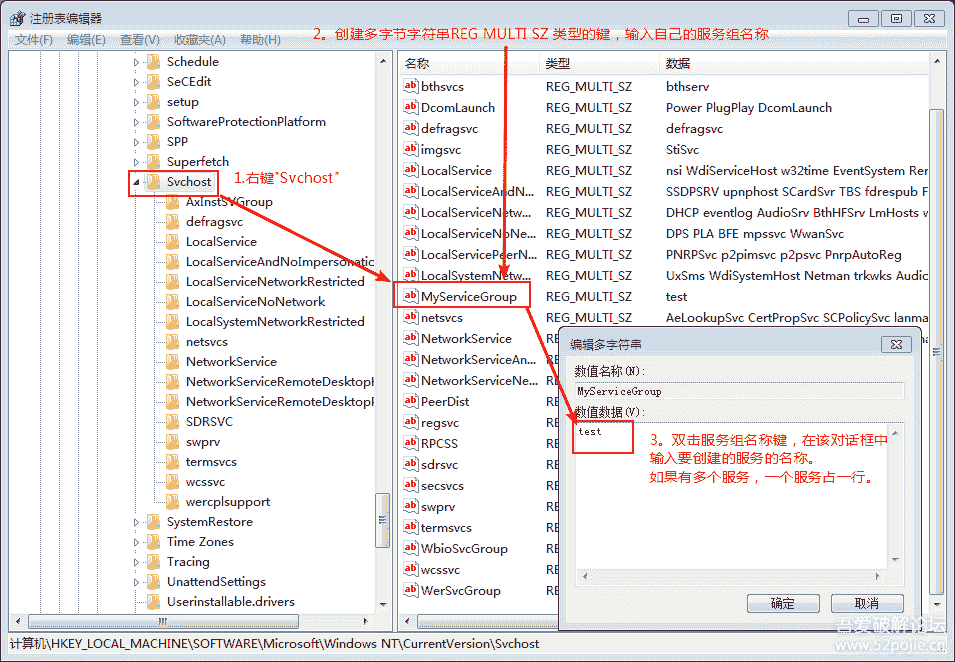 注册表编辑器
文件(F) 编辑(E) 查看(V) 收藏夹(A) 帮助(H)
2。创建多字节字符串REG MULTI SZ 类型的键，输入自己的服务组名称
Schedule
SeCEdit
setup
SoftwareProtectionPlatform
SPP
Superfetch
Svchost
1.右键"Svchost"
AxInstSVGroup
defragsvc
LocalService
LocalServiceAndNoImpersonatic
LocalServiceNetworkRestricted
LocalServiceNoNetwork
LocalSystemNetworkRestricted
netsvcs
NetworkService
NetworkServiceRemoteDesktopH
NetworkServiceRemoteDesktopF
SDRSVC
swprv
termsvcs
wcssvc
wercplsupport
SystemRestore
Time Zones
Tracing
UnattendSettings
Userinstallable.drivers
名称 类型 数据
bthsvcs REG_MULTI_SZ bthserv
DcomLaunch REG_MULTI_SZ Power PlugPlay DcomLaunch
defragsvc REG_MULTI_SZ defragsvc
imgsvc REG_MULTI_SZ StiSvc
LocalService REG_MULTI_SZ nsi WdiServiceHost w32time EventSystem Rer
LocalServiceAndN... REG_MULTI_SZ SSDPSRV upnphost SCardSvr TBS fdrespub F
LocalServiceNetw... REG_MULTI_SZ DHCP eventlog AudioSrv BthHFSrv LmHosts w
LocalServiceNoNe... REG_MULTI_SZ DPS PLA BFE mpssvc WwanSvc
LocalServicePeerN... REG_MULTI_SZ PNRPSvc p2pimsvc p2psvc PnrpAutoReg
LocalSystemNetw... REG_MULTI_SZ UxSms WdiSystemHost Netman trkwks Audic
MyServiceGroup REG_MULTI_SZ test
netsvcs REG_MULTI_SZ AeLookupSvc CertPropSvc SCPolicySvc lanma
NetworkService
NetworkServiceAn...
NetworkServiceNe...
PeerDist
regsvc
RPCSS
sdrsvc
secsvcs
swprv
termsvcs
WbioSvcGroup
wcssvc
WerSvcGroup
编辑多字符串
数值名称(N):
MyServiceGroup
数值数据(V):
test
3。双击服务组名称键，在该对话框中
输入要创建的服务的名称。
如果有多个服务，一个服务占一行。
确定 取消
计算机\HKEY_LOCAL_MACHINE\SOFTWARE\Microsoft\Windows NT\CurrentVersion\Svchost
吾爱破解论坛
www.52pojie.cn